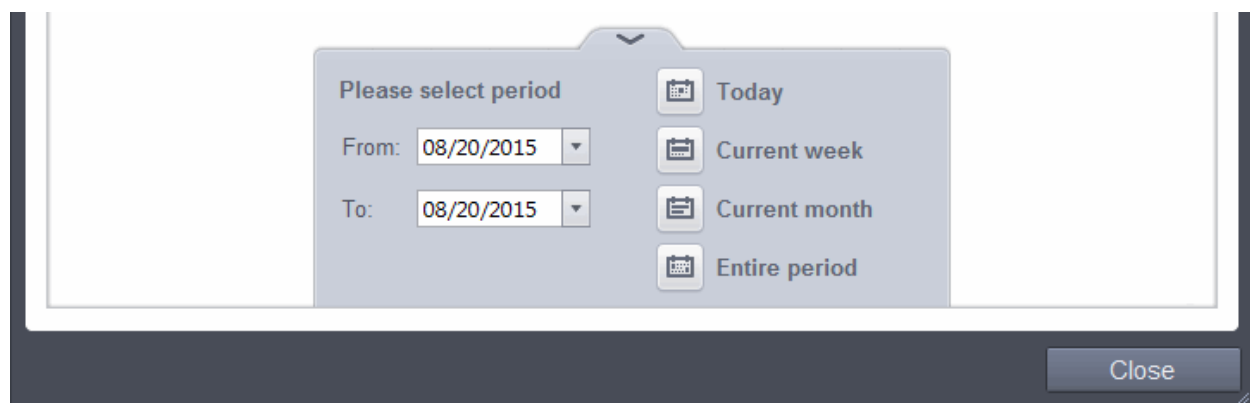 Please select period
From: 08/20/2015
To: 08/20/2015
Today
Current week
Current month
Entire period
Close